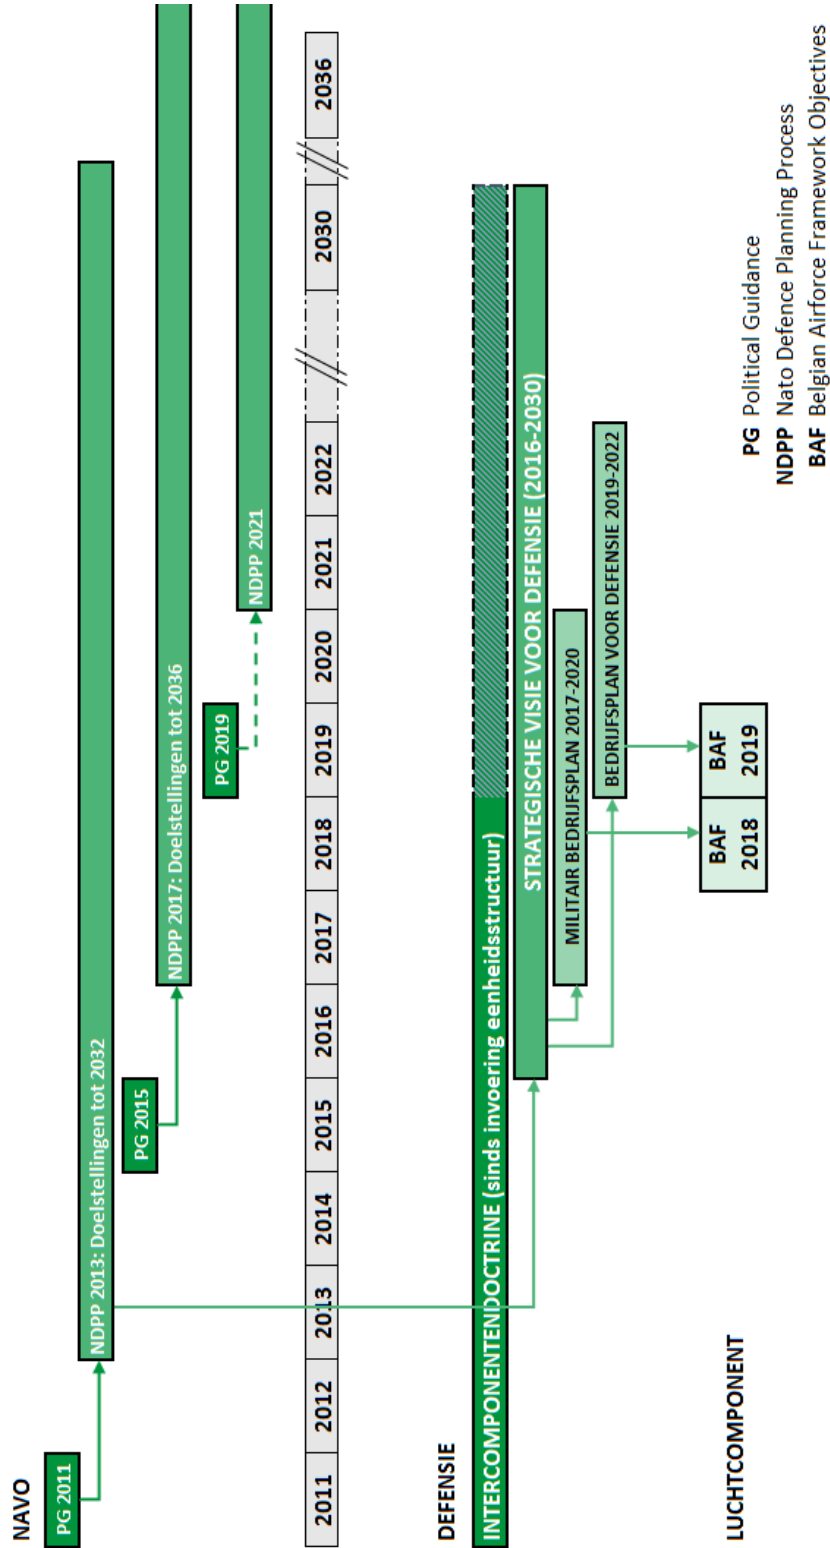 NAVO
PG 2011
NDPP 2013: Doelstellingen tot 2032
PG 2015
NDPP 2017: Doelstellingen tot 2036
PG 2019
NDPP 2021
2011
2012
2013
2014
2015
2016
2017
2018
2019
2020
2021
2022
2030
2036
DEFENSIE
INTERCOMPONENTENDOCTRINE (sinds invoering eenheidsstructuur)
STRATEGISCHE VISIE VOOR DEFENSIE (2016-2030)
MILITAIR BEDRIJFSPLAN 2017-2020
BEDRIJFSPLAN VOOR DEFENSIE 2019-2022
LUCHTCOMPONENT
BAF
2018
BAF
2019
PG Political Guidance
NDPP Nato Defence Planning Process
BAF Belgian Airforce Framework Objectives